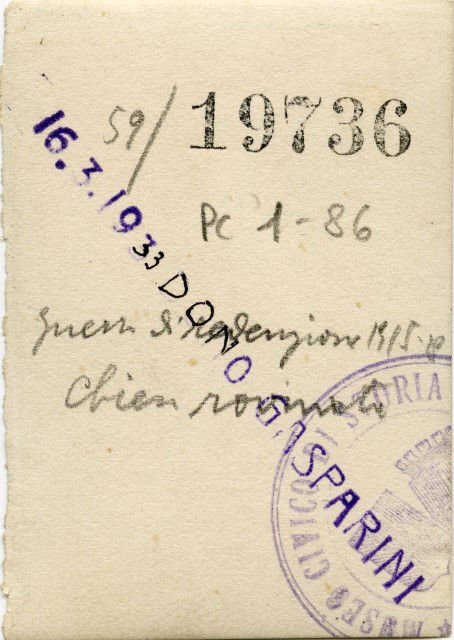 59/ 19736
Pc 1-86
16.3.1933 DONO GASPARINI
Guerra di redenzione 1915-18
Chiesa rovinata
MUSEO CIVICO DI STORIA